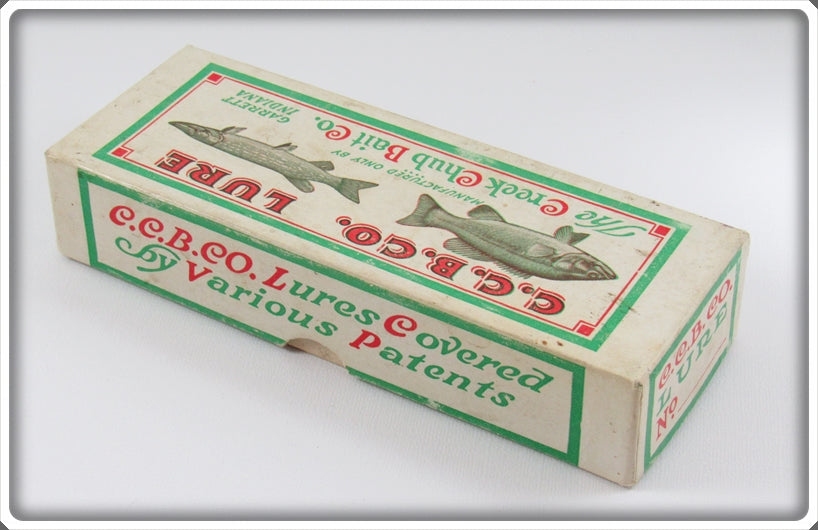 C.C.B.CO. LURE
MANUFACTURED ONLY BY
The Creek Chub Bait Co.
GARRETT
INDIANA
C.C.B.CO. Lures Covered
by Various Patents
C.C.B.CO.
LURE
No.